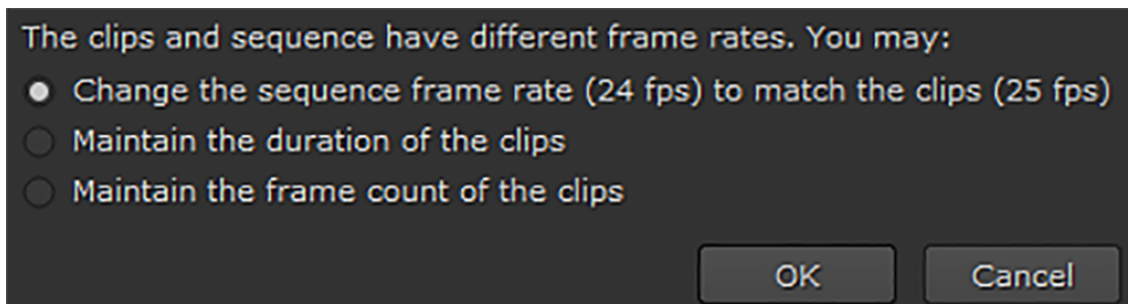 The clips and sequence have different frame rates. You may:
Change the sequence frame rate (24 fps) to match the clips (25 fps)
Maintain the duration of the clips
Maintain the frame count of the clips
OK Cancel